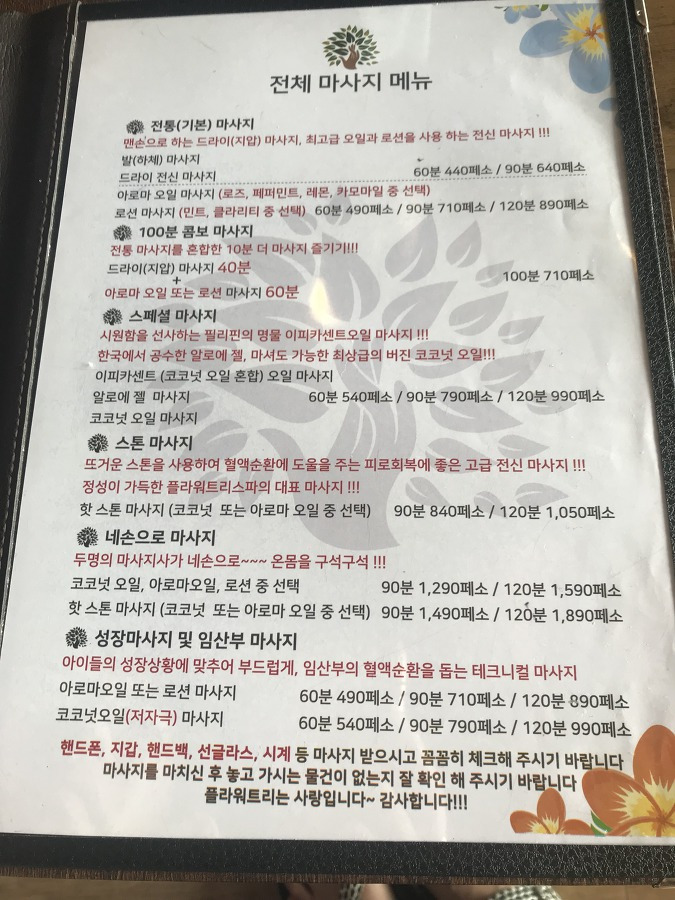 전체 마사지 메뉴
전통(기본) 마사지
맨손으로 하는 드라이(지압) 마사지, 최고급 오일과 로션을 사용 하는 전신 마사지 !!!
발(하체) 마사지
드라이 전신 마사지 60분 440페소 / 90분 640페소
아로마 오일 마사지 (로즈, 페퍼민트, 레몬, 카모마일 중 선택)
로션 마사지 (민트, 클라리티 중 선택) 60분 490페소 / 90분 710페소 / 120분 890페소
100분 콤보 마사지
전통 마사지를 혼합한 10분 더 마사지 즐기기!!!
드라이(지압) 마사지 40분
+ 100분 710페소
아로마 오일 또는 로션 마사지 60분
스페셜 마사지
시원함을 선사하는 필리핀의 명물 이피카센트오일 마사지 !!!
한국에서 공수한 알로에 젤, 마셔도 가능한 최상급의 버진 코코넛 오일!!!
이피카센트 (코코넛 오일 혼합) 오일 마사지
알로에 젤 마사지 60분 540페소 / 90분 790페소 / 120분 990페소
코코넛 오일 마사지
스톤 마사지
뜨거운 스톤을 사용하여 혈액순환에 도움을 주는 피로회복에 좋은 고급 전신 마사지 !!!
정성이 가득한 플라워트리스파의 대표 마사지 !!!
핫 스톤 마사지 (코코넛 또는 아로마 오일 중 선택) 90분 840페소 / 120분 1,050페소
네손으로 마사지
두명의 마사지사가 네손으로~~~ 온몸을 구석구석 !!!
코코넛 오일, 아로마오일, 로션 중 선택 90분 1,290페소 / 120분 1,590페소
핫 스톤 마사지 (코코넛 또는 아로마 오일 중 선택) 90분 1,490페소 / 120분 1,890페소
성장마사지 및 임산부 마사지
아이들의 성장상황에 맞추어 부드럽게, 임산부의 혈액순환을 돕는 테크니컬 마사지
아로마오일 또는 로션 마사지 60분 490페소 / 90분 710페소 / 120분 890페소
코코넛오일(저자극) 마사지 60분 540페소 / 90분 790페소 / 120분 990페소
핸드폰, 지갑, 핸드백, 선글라스, 시계 등 마사지 받으시고 꼼꼼히 체크해 주시기 바랍니다
마사지를 마치신 후 놓고 가시는 물건이 없는지 잘 확인 해 주시기 바랍니다
플라워트리는 사랑입니다~ 감사합니다!!!